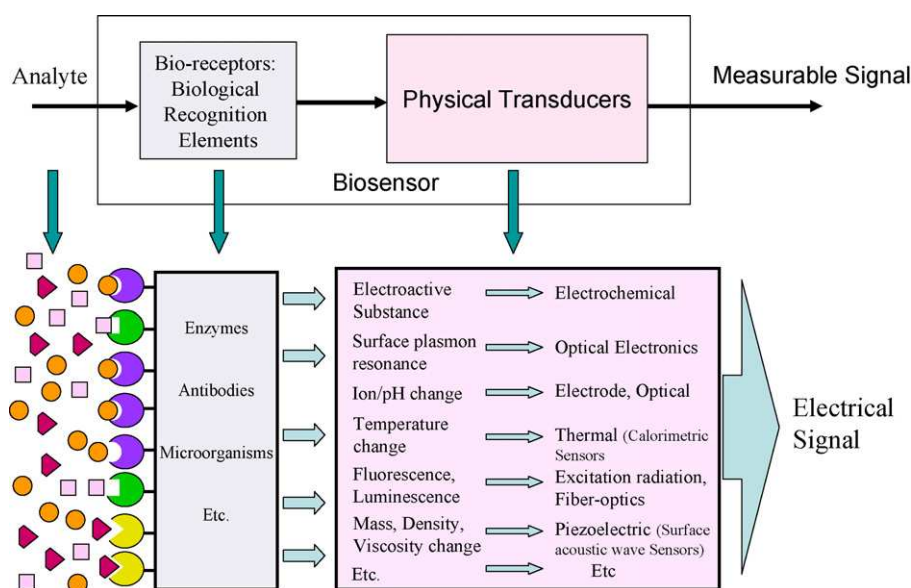 Analyte
Bio-receptors:
Biological
Recognition
Elements
Physical Transducers
Measurable Signal
Biosensor
Enzymes
Antibodies
Microorganisms
Etc.
Electroactive
Substance
Electrochemical
Surface plasmon
resonance
Optical Electronics
Ion/pH change
Electrode, Optical
Temperature
change
Thermal (Calorimetric
Sensors
Fluorescence,
Luminescence
Excitation radiation,
Fiber-optics
Mass, Density,
Viscosity change
Piezoelectric (Surface
acoustic wave Sensors)
Etc.
Etc
Electrical
Signal